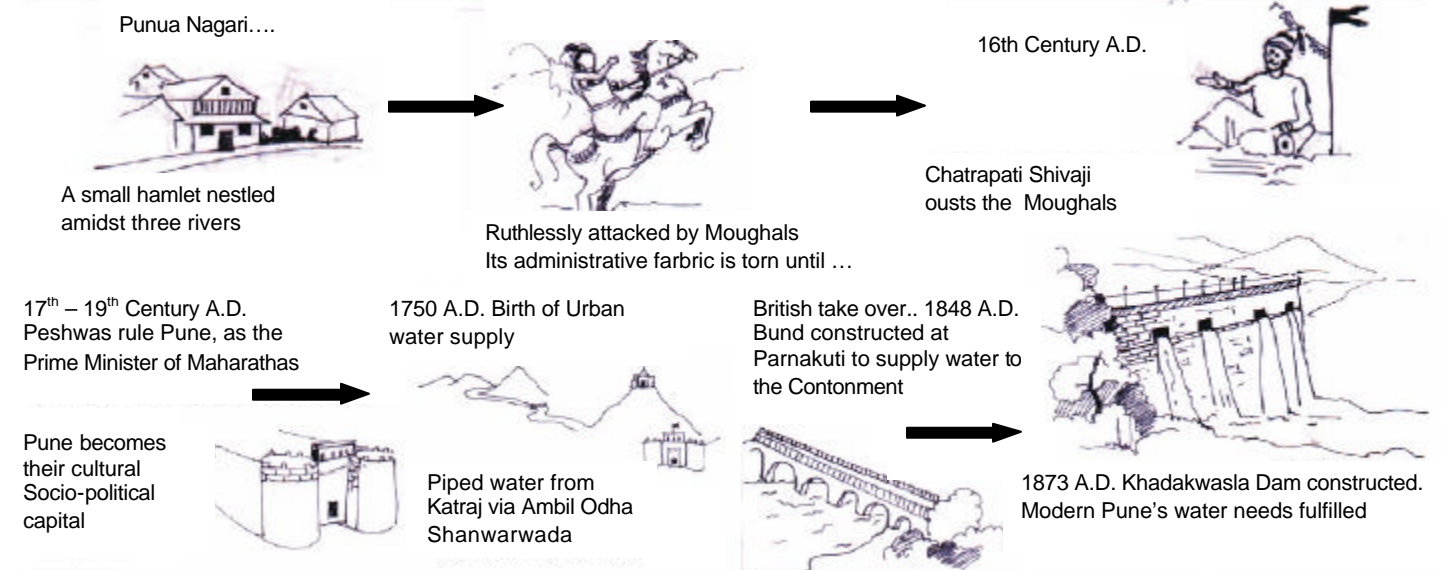 Punua Nagari….
A small hamlet nestled
amidst three rivers
Ruthlessly attacked by Moughals
Its administrative farbric is torn until …
16th Century A.D.
Chatrapati Shivaji
ousts the  Moughals
17th – 19th Century A.D.
Peshwas rule Pune, as the
Prime Minister of Maharathas
Pune becomes
their cultural
Socio-political
capital
1750 A.D. Birth of Urban
water supply
Piped water from
Katraj via Ambil Odha
Shanwarwada
British take over.. 1848 A.D.
Bund constructed at
Parnakuti to supply water to
the Contonment
1873 A.D. Khadakwasla Dam constructed.
Modern Pune’s water needs fulfilled